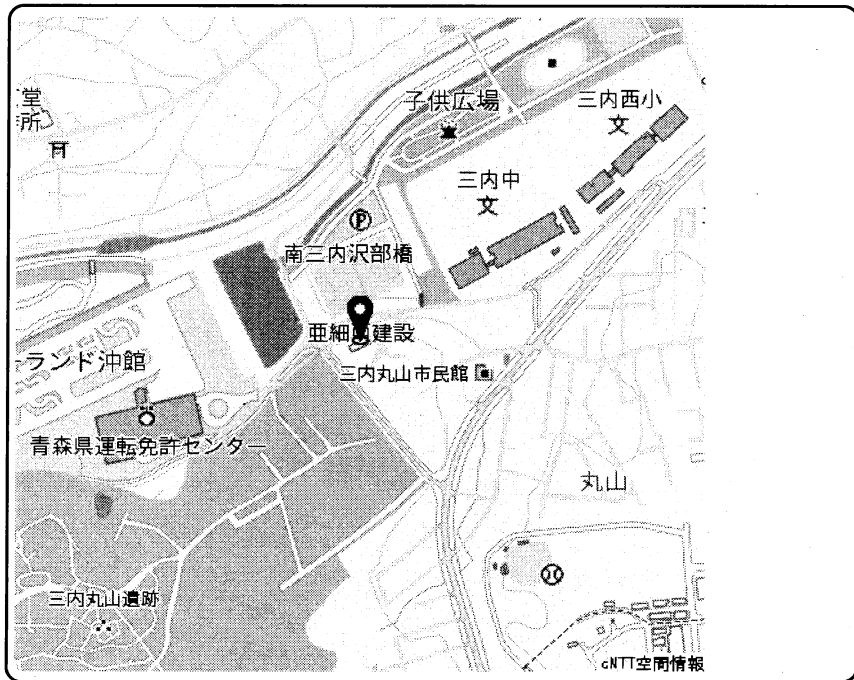 堂
所
子供広場
三内西小
文
三内中
文
P
南三内沢部橋
亜細亜建設
ランド沖館
三内丸山市民館
青森県運転免許センター
丸山
三内丸山遺跡
cNTT空間情報